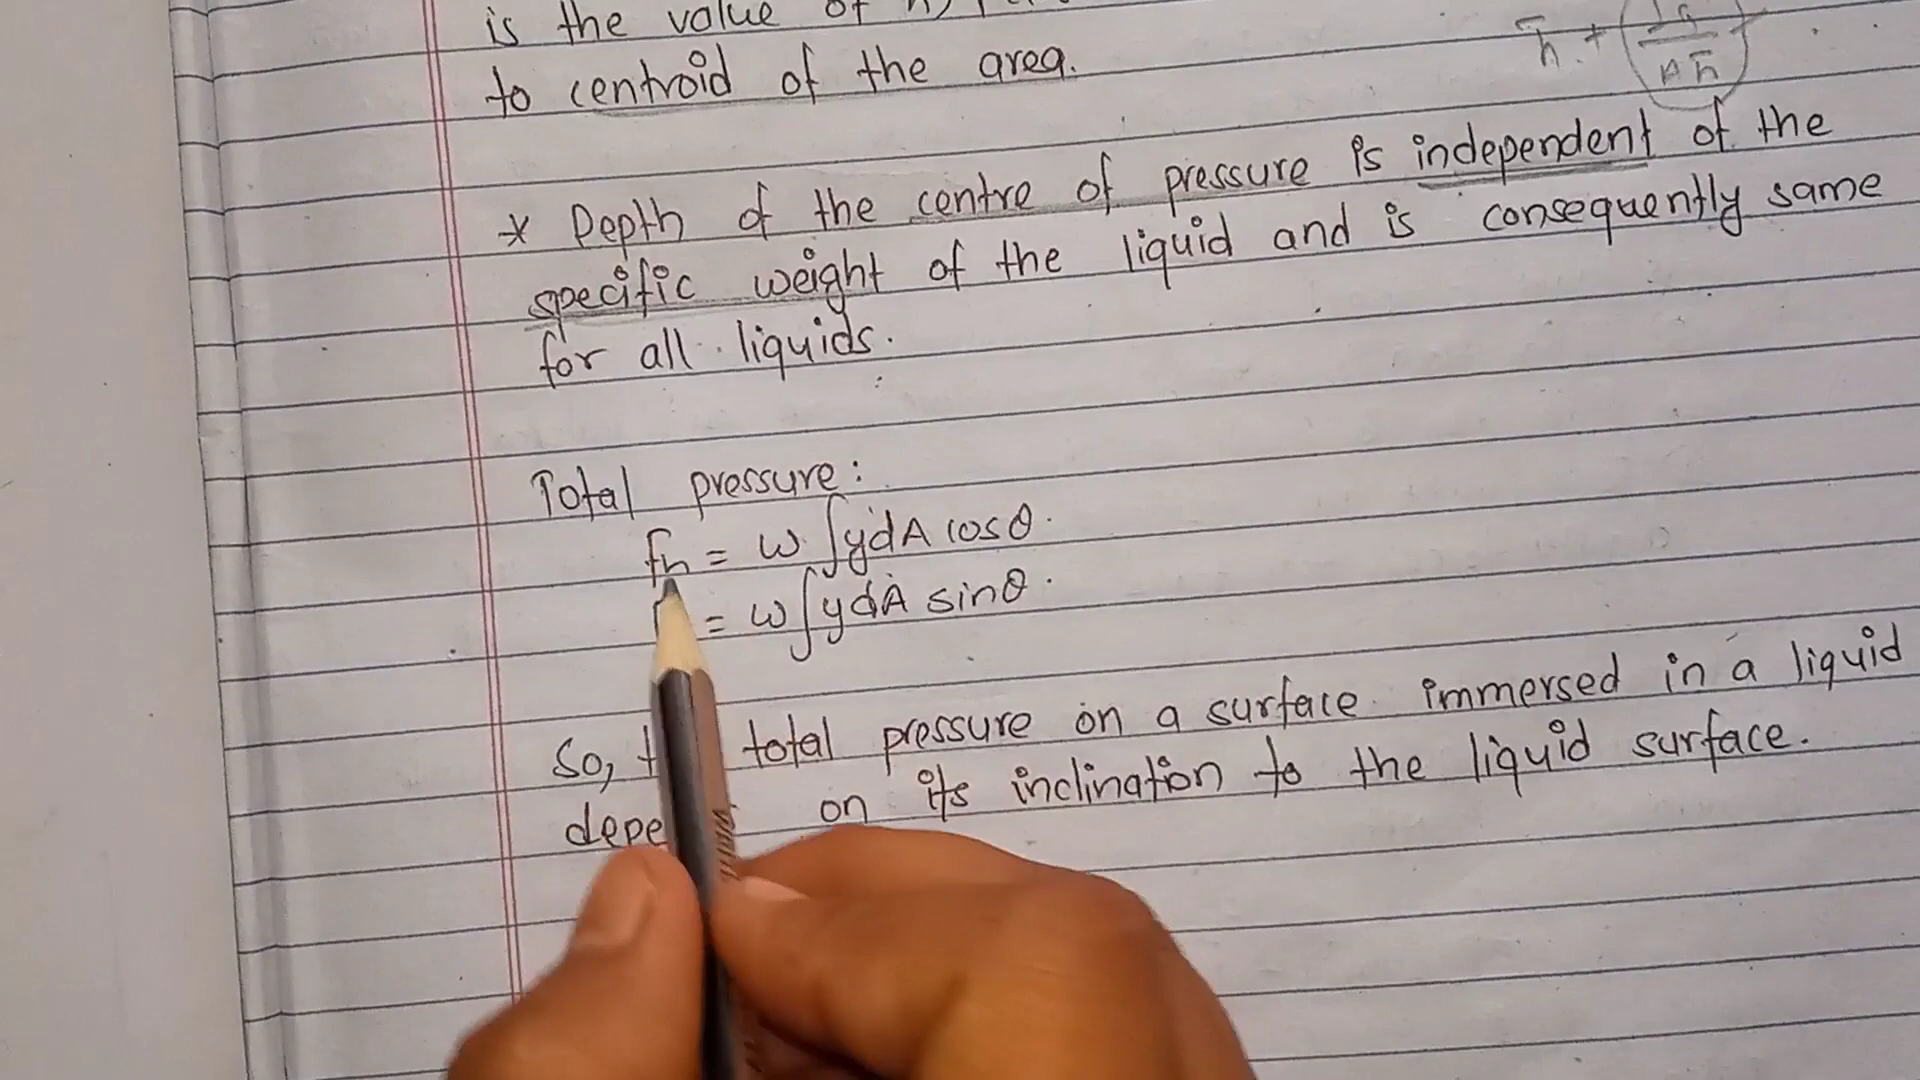 is the value of
to centroid of the area.
h̄ +
A h̄
* Depth of the centre of pressure is independent of the
specific weight of the liquid and is consequently same
for all liquids.
Total pressure:
Fh = w ∫ydA cosθ.
= w∫ydA sinθ.
So, total pressure on a surface immersed in a liquid
on its inclination to the liquid surface.